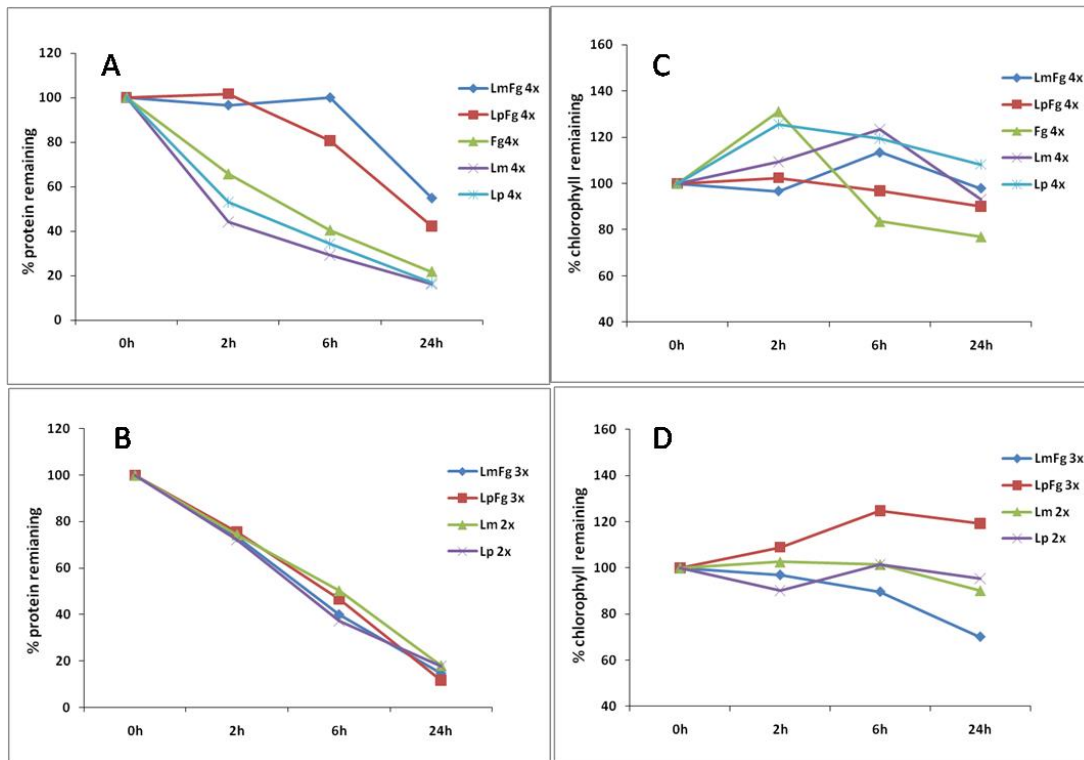 A
% protein remaining
120
100
80
60
40
20
0
0h 2h 6h 24h
LmFg 4x
LpFg 4x
Fg4x
Lm 4x
Lp 4x
C
% chlorophyll remiaining
160
140
120
100
80
60
40
0h 2h 6h 24h
LmFg 4x
LpFg 4x
Fg 4x
Lm 4x
Lp 4x
B
% protein remianing
120
100
80
60
40
20
0
0h 2h 6h 24h
LmFg 3x
LpFg 3x
Lm 2x
Lp 2x
D
% chlorophyll remaining
160
140
120
100
80
60
40
0h 2h 6h 24h
LmFg 3x
LpFg 3x
Lm 2x
Lp 2x